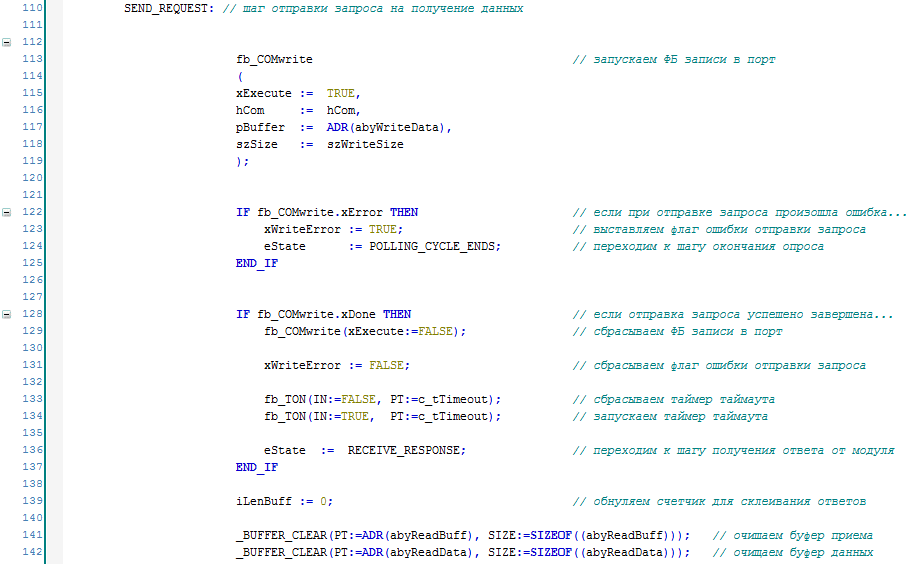 110 SEND_REQUEST: // шаг отправки запроса на получение данных
111
112
113 fb_COMwrite // запускаем ФБ записи в порт
114 (
115 xExecute := TRUE,
116 hCom := hCom,
117 pBuffer := ADR(abyWriteData),
118 szSize := szWriteSize
119 );
120
121
122 IF fb_COMwrite.xError THEN // если при отправке запроса произошла ошибка...
123 xWriteError := TRUE; // выставляем флаг ошибки отправки запроса
124 eState := POLLING_CYCLE_ENDS; // переходим к шагу окончания опроса
125 END_IF
126
127
128 IF fb_COMwrite.xDone THEN // если отправка запроса успешено завершена...
129 fb_COMwrite(xExecute:=FALSE); // сбрасываем ФБ записи в порт
130
131 xWriteError := FALSE; // сбрасываем флаг ошибки отправки запроса
132
133 fb_TON(IN:=FALSE, PT:=c_tTimeout); // сбрасываем таймер таймаута
134 fb_TON(IN:=TRUE, PT:=c_tTimeout); // запускаем таймер таймаута
135
136 eState := RECEIVE_RESPONSE; // переходим к шагу получения ответа от модуля
137 END_IF
138
139 iLenBuff := 0; // обнуляем счетчик для склеивания ответов
140
141 _BUFFER_CLEAR(PT:=ADR(abyReadBuff), SIZE:=SIZEOF((abyReadBuff))); // очишаем буфер приема
142 _BUFFER_CLEAR(PT:=ADR(abyReadData), SIZE:=SIZEOF((abyReadData))); // очищаем буфер данных